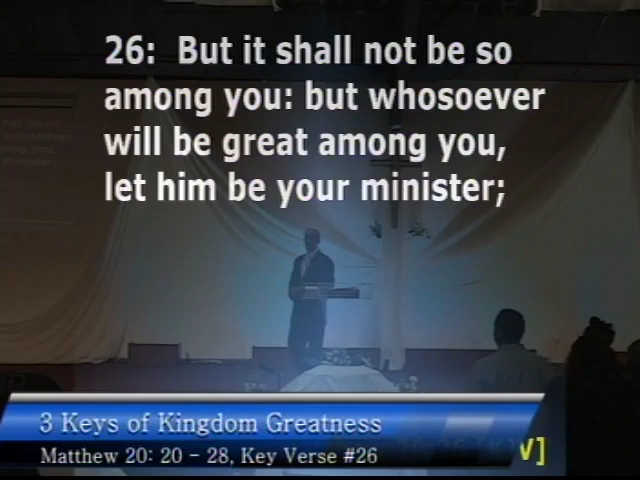 26: But it shall not be so
among you: but whosoever
will be great among you,
let him be your minister;
3 Keys of Kingdom Greatness
Matthew 20: 20 - 28, Key Verse #26